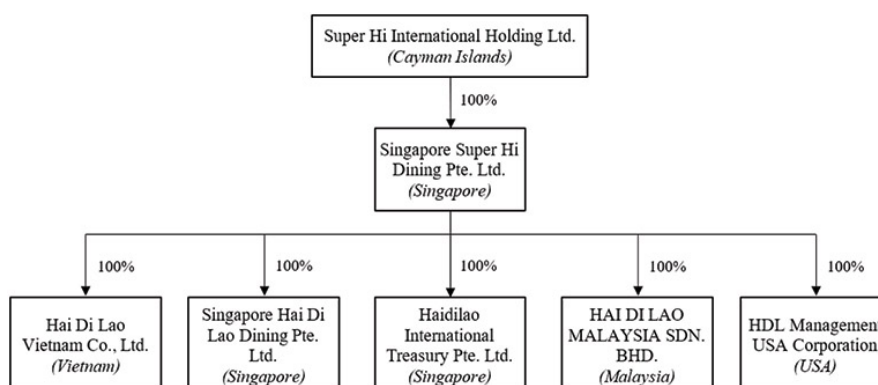 Super Hi International Holding Ltd.
(Cayman Islands)
100%
Singapore Super Hi
Dining Pte. Ltd.
(Singapore)
100%
100%
100%
100%
100%
Hai Di Lao
Vietnam Co., Ltd.
(Vietnam)
Singapore Hai Di
Lao Dining Pte.
Ltd.
(Singapore)
Haidilao
International
Treasury Pte. Ltd.
(Singapore)
HAI DI LAO
MALAYSIA SDN.
BHD.
(Malaysia)
HDL Management
USA Corporation
(USA)